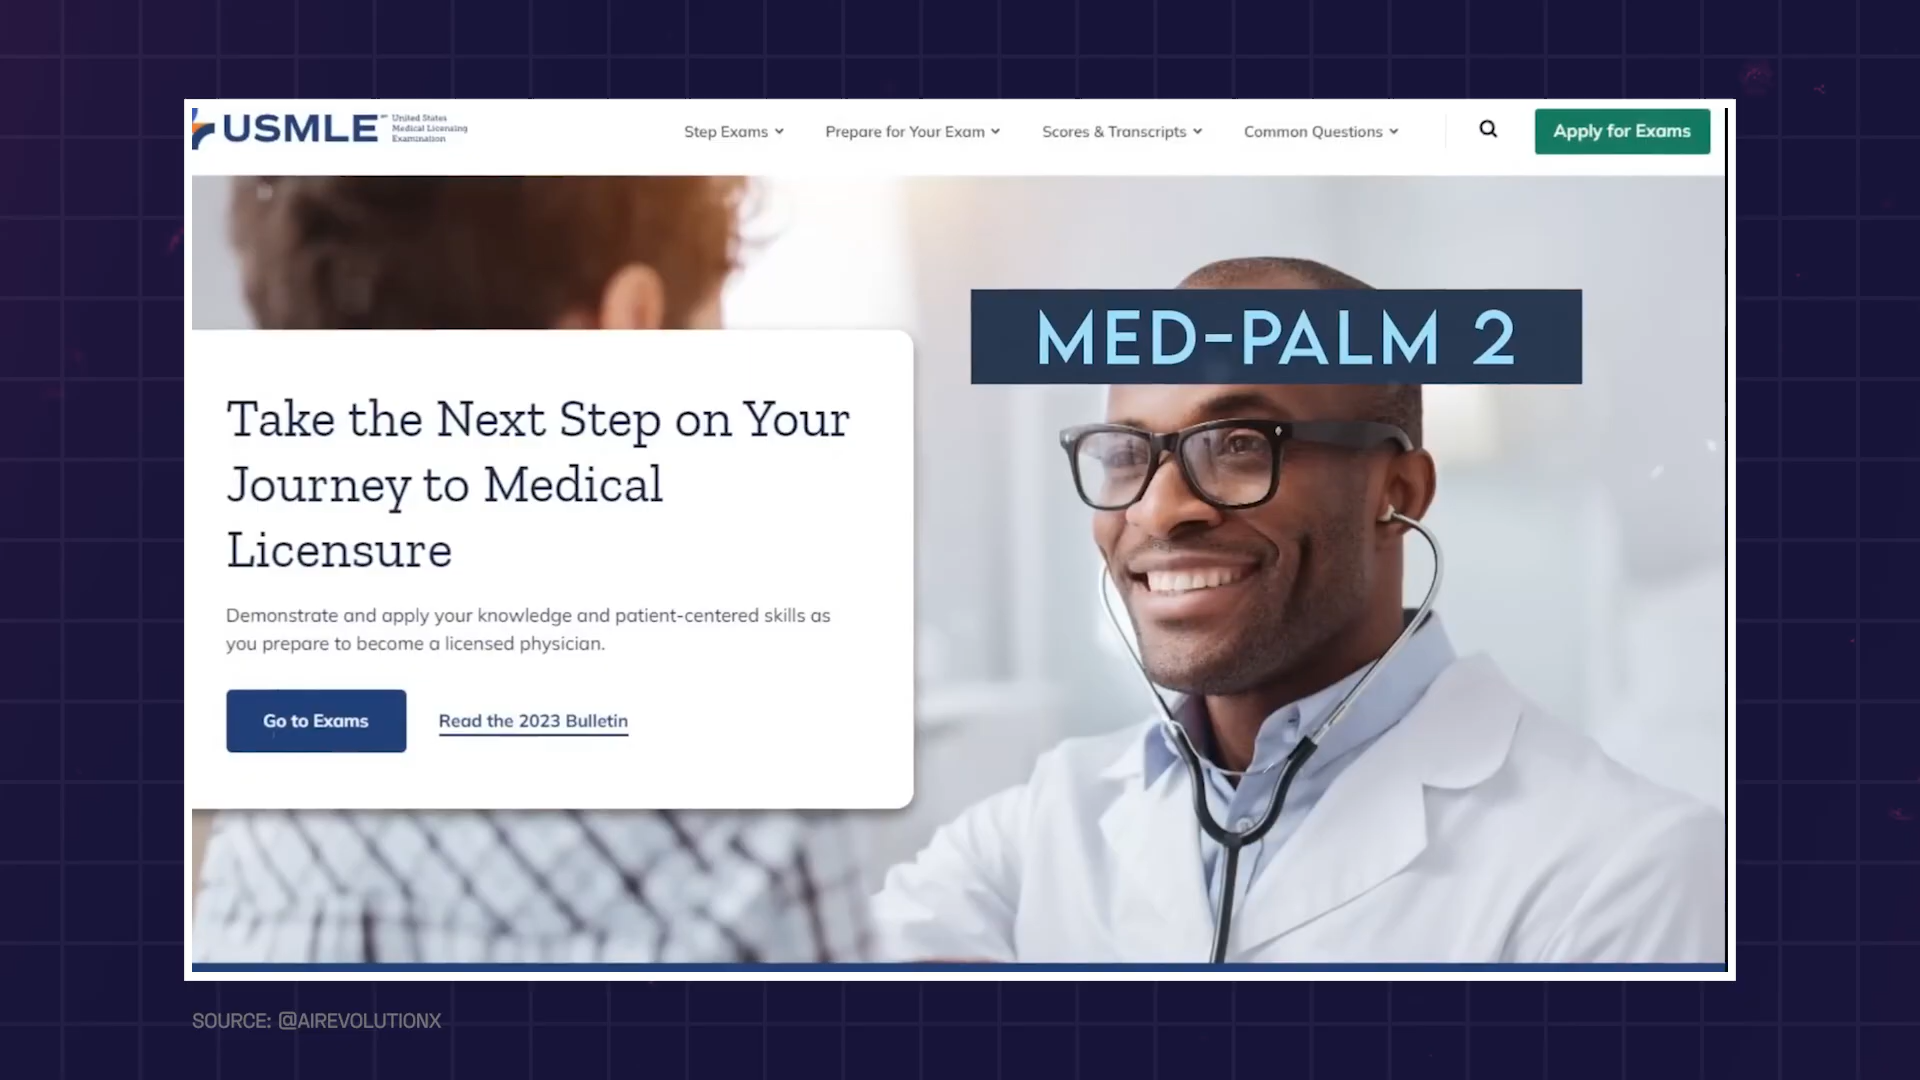 USMLE
United States
Medical Licensing
Examination
Step Exams
Prepare for Your Exam
Scores & Transcripts
Common Questions
Apply for Exams
MED-PALM 2
Take the Next Step on Your
Journey to Medical
Licensure
Demonstrate and apply your knowledge and patient-centered skills as
you prepare to become a licensed physician.
Go to Exams
Read the 2023 Bulletin
SOURCE: @AIREVOLUTIONX